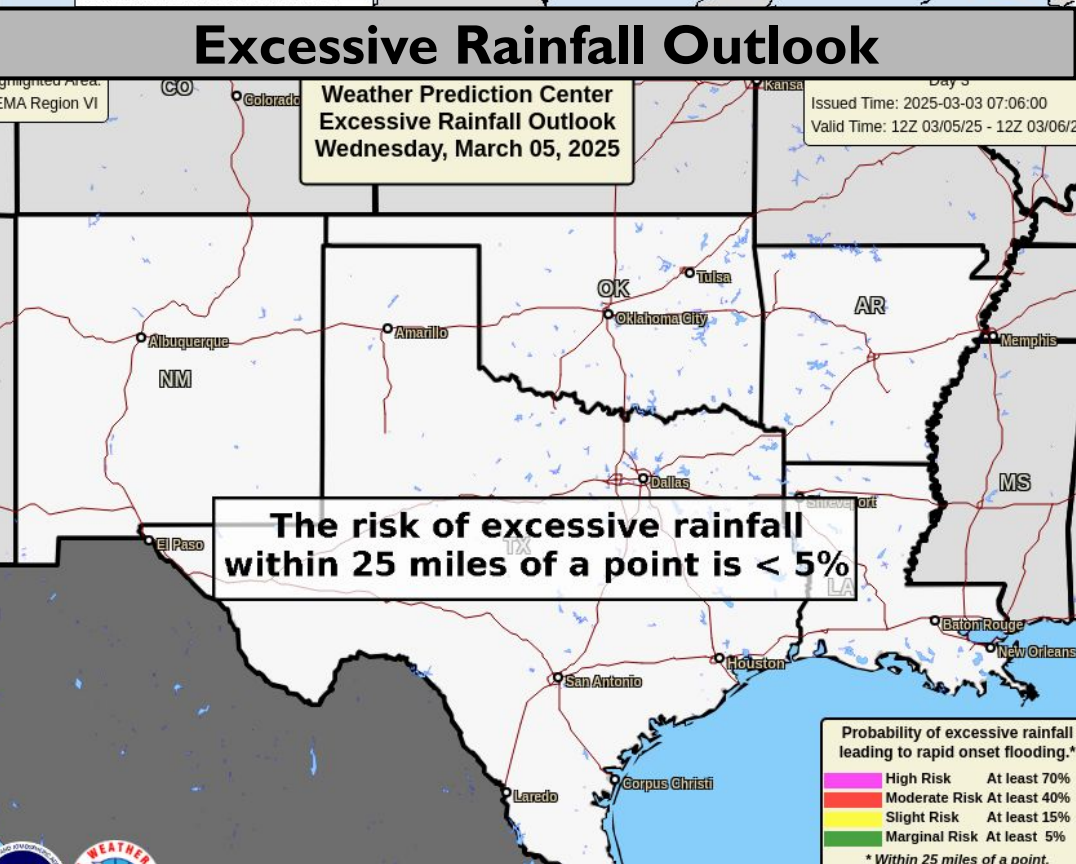 Excessive Rainfall Outlook
Highlighted Area:
EMA Region VI
Weather Prediction Center
Excessive Rainfall Outlook
Wednesday, March 05, 2025
Day 3
Issued Time: 2025-03-03 07:06:00
Valid Time: 12Z 03/05/25 - 12Z 03/06/2
CO
Colorado
Kansa
Tulsa
OK
Oklahoma City
AR
Amarillo
Albuquerque
Memphis
NM
Dallas
MS
Shreveport
The risk of excessive rainfall
within 25 miles of a point is < 5%
TX
El Paso
LA
Baton Rouge
New Orleans
Houston
San Antonio
Corpus Christi
Laredo
Probability of excessive rainfall
leading to rapid onset flooding.*
High Risk At least 70%
Moderate Risk At least 40%
Slight Risk At least 15%
Marginal Risk At least 5%
* Within 25 miles of a point.
WEATHER